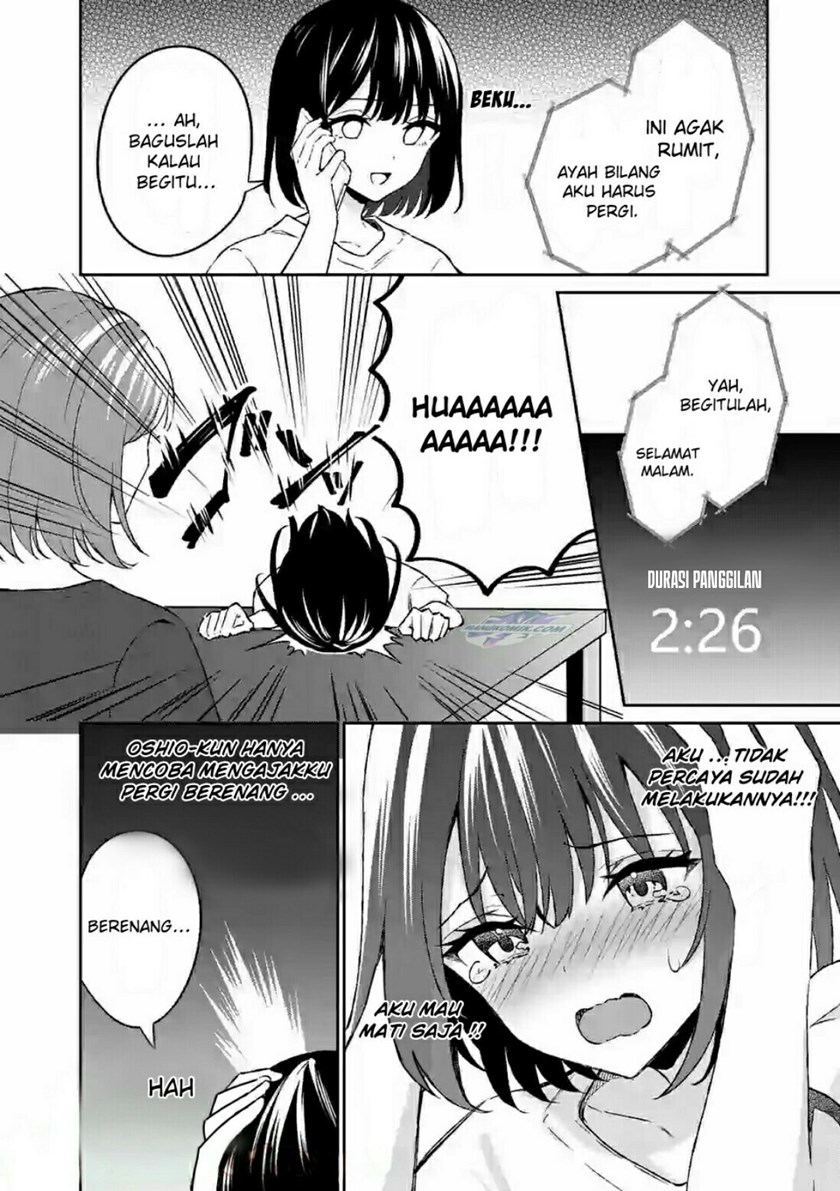 INI AGAK
RUMIT,
AYAH BILANG
AKU HARUS
PERGI.
BEKU...
... AH,
BAGUSLAH
KALAU
BEGITU...
YAH,
BEGITULAH,
SELAMAT
MALAM.
DURASI PANGGILAN
2:26
HUAAAAAA
AAAAA!!!
MANGKOMIK.COM
AKU ... TIDAK
PERCAYA SUDAH
MELAKUKANNYA!!!
AKU MAU
MATI SAJA !!
OSHIO-KUN HANYA
MENCOBA MENGAJAKKU
PERGI BERENANG ...
BERENANG...
HAH